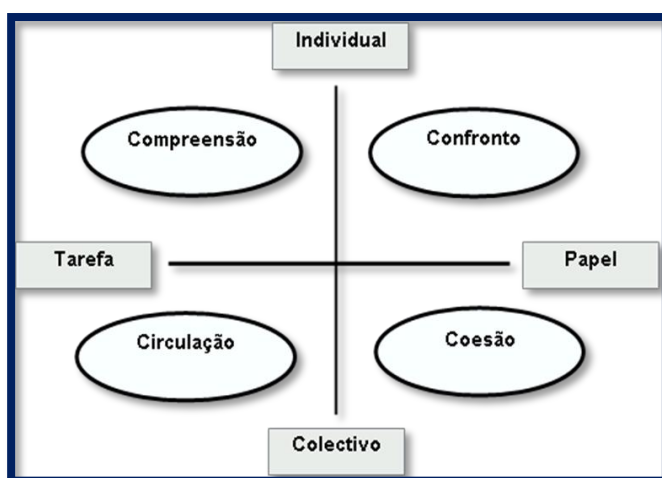 Individual
Compreensão
Confronto
Tarefa
Papel
Circulação
Coesão
Colectivo